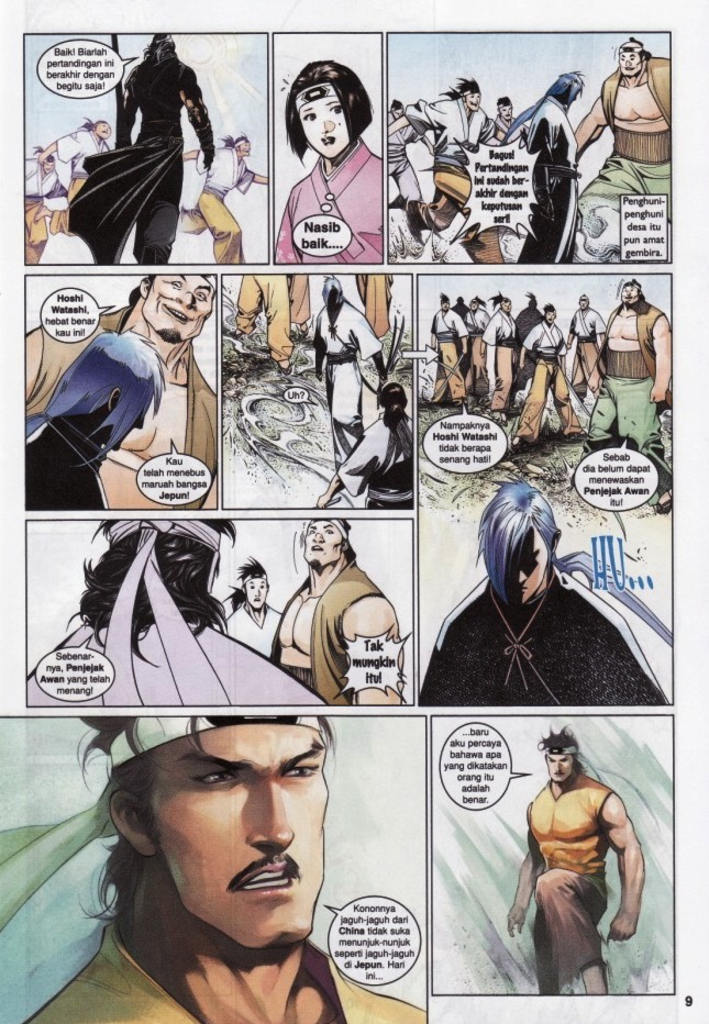 Baik! Biarlah
pertandingan ini
berakhir dengan
begitu saja!
Nasib
baik....
Bagus!
Pertandingan
ini sudah ber-
akhir dengan
keputusan
seri!
Penghuni-
penghuni
desa itu
pun amat
gembira.
Hoshi
Watashi,
hebat benar
kau ini!
Kau
telah menebus
maruah bangsa
Jepun!
Uh?
Nampaknya
Hoshi Watashi
tidak berapa
senang hati!
Sebab
dia belum dapat
menewaskan
Penjejak Awan
itu!
HU...
Sebenar-
nya, Penjejak
Awan yang telah
menang!
Tak
mungkin
itu!
Kononnya
jaguh-jaguh dari
China tidak suka
menunjuk-nunjuk
seperti jaguh-jaguh
di Jepun. Hari
ini...
...baru
aku percaya
bahawa apa
yang dikatakan
orang itu
adalah
benar.
9